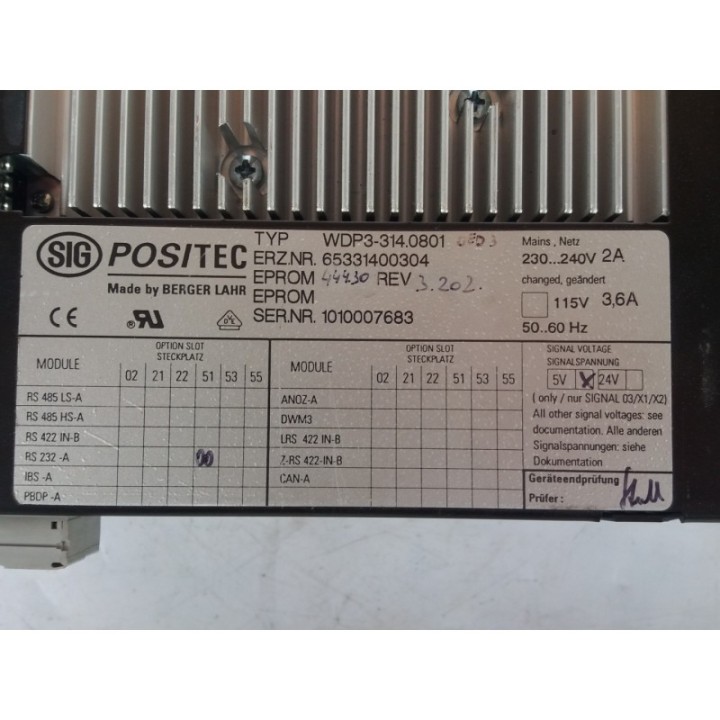 SIG POSITEC
Made by BERGER LAHR
TYP WDP3-314.0801
ERZ.NR. 65331400304
EPROM 44430 REV 3.202.
EPROM
SER.NR. 1010007683
Mains , Netz
230...240V 2A
changed, geändert
115V 3,6A
50..60 Hz
MODULE
OPTION SLOT
STECKPLATZ
02 21 22 51 53 55
RS 485 LS-A
RS 485 HS-A
RS 422 IN-B
RS 232 -A 00
IBS -A
PBDP -A
MODULE
OPTION SLOT
STECKPLATZ
02 21 22 51 53 55
ANOZ-A
DWM3
LRS 422 IN-B
Z-RS 422-IN-B
CAN-A
SIGNAL VOLTAGE
SIGNALSPANNUNG
5V X 24V
( only / nur SIGNAL 03/X1/X2)
All other signal voltages: see
documentation. Alle anderen
Signalspannungen: siehe
Dokumentation
Geräteendprüfung
Prüfer :